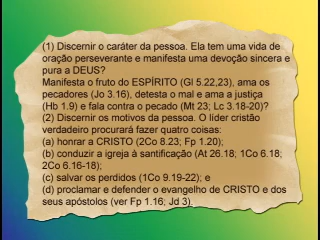 (1) Discernir o caráter da pessoa. Ela tem uma vida de
oração perseverante e manifesta uma devoção sincera e
pura a DEUS?
Manifesta o fruto do ESPÍRITO (Gl 5.22,23), ama os
pecadores (Jo 3.16), detesta o mal e ama a justiça
(Hb 1.9) e fala contra o pecado (Mt 23; Lc 3.18-20)?
(2) Discernir os motivos da pessoa. O líder cristão
verdadeiro procurará fazer quatro coisas:
(a) honrar a CRISTO (2Co 8.23; Fp 1.20);
(b) conduzir a igreja à santificação (At 26.18; 1Co 6.18;
2Co 6.16-18);
(c) salvar os perdidos (1Co 9.19-22); e
(d) proclamar e defender o evangelho de CRISTO e dos
seus apóstolos (ver Fp 1.16; Jd 3).